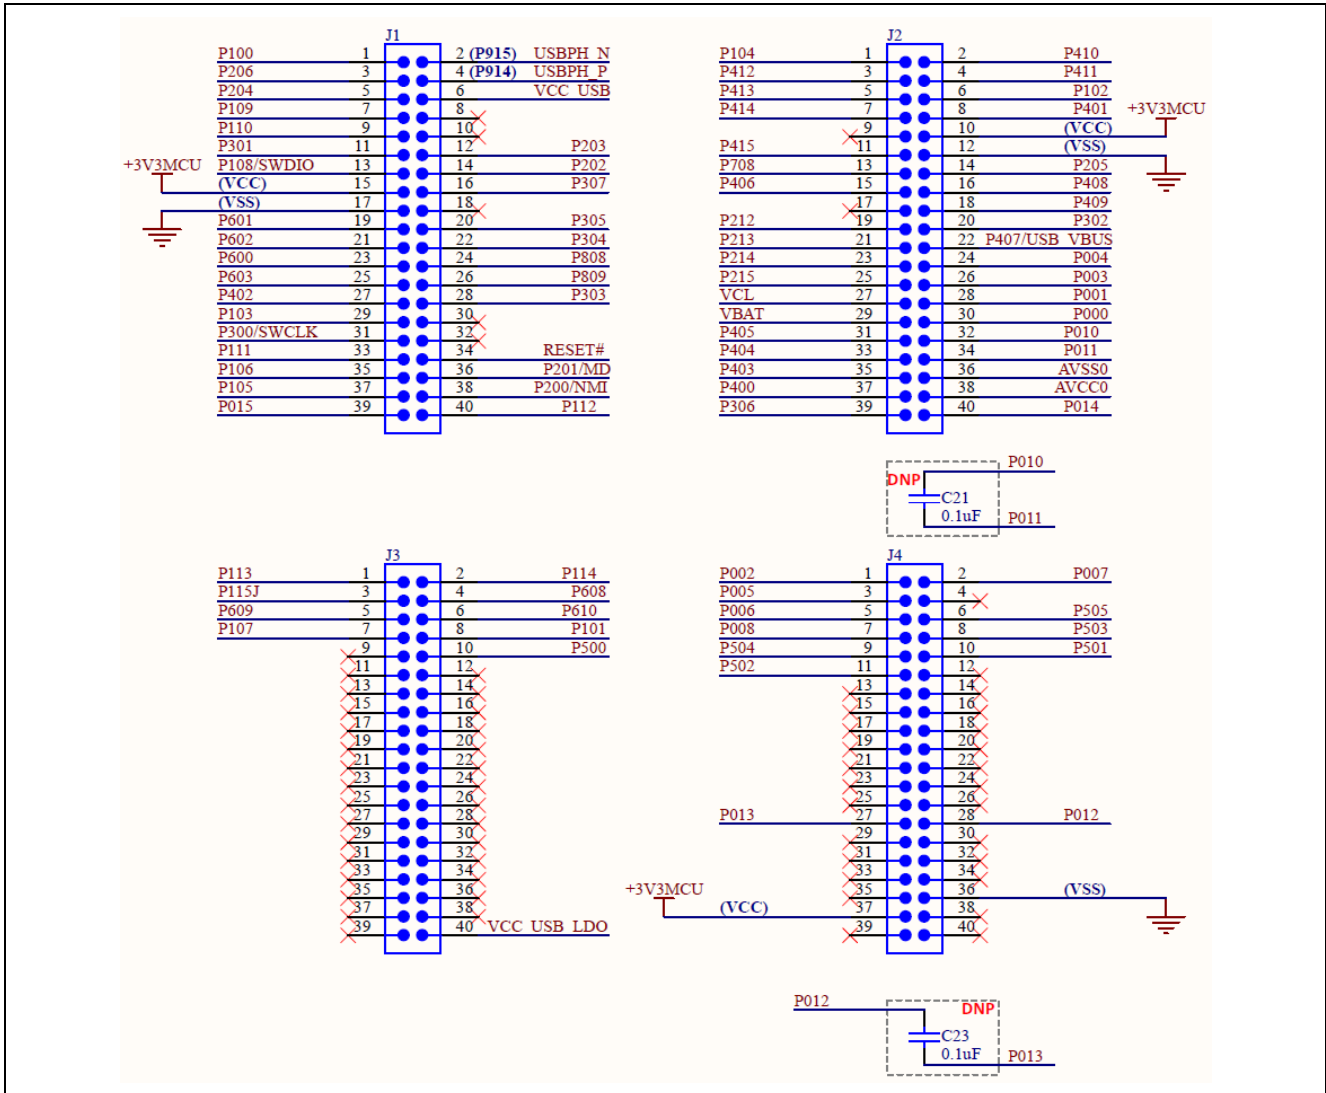 J1
P100 1 2 (P915) USBPH_N
P206 3 4 (P914) USBPH_P
P204 5 6 VCC_USB
P109 7 8
P110 9 10
P301 11 12 P203
+3V3MCU P108/SWDIO 13 14 P202
(VCC) 15 16 P307
(VSS) 17 18
P601 19 20 P305
P602 21 22 P304
P600 23 24 P808
P603 25 26 P809
P402 27 28 P303
P103 29 30
P300/SWCLK 31 32
P111 33 34 RESET#
P106 35 36 P201/MD
P105 37 38 P200/NMI
P015 39 40 P112
J2
P104 1 2 P410
P412 3 4 P411
P413 5 6 P102
P414 7 8 P401 +3V3MCU
9 10 (VCC)
P415 11 12 (VSS)
P708 13 14 P205
P406 15 16 P408
17 18 P409
P212 19 20 P302
P213 21 22 P407/USB_VBUS
P214 23 24 P004
P215 25 26 P003
VCL 27 28 P001
VBAT 29 30 P000
P405 31 32 P010
P404 33 34 P011
P403 35 36 AVSS0
P400 37 38 AVCC0
P306 39 40 P014
P010
DNP
C21
0.1uF P011
J3
P113 1 2 P114
P115J 3 4 P608
P609 5 6 P610
P107 7 8 P101
9 10 P500
11 12
13 14
15 16
17 18
19 20
21 22
23 24
25 26
27 28
29 30
31 32
33 34
35 36
37 38
39 40 VCC_USB_LDO
J4
P002 1 2 P007
P005 3 4
P006 5 6 P505
P008 7 8 P503
P504 9 10 P501
P502 11 12
13 14
15 16
17 18
19 20
21 22
23 24
25 26
P013 27 28 P012
29 30
31 32
33 34
+3V3MCU 35 36 (VSS)
(VCC) 37 38
39 40
P012 DNP
C23
0.1uF P013